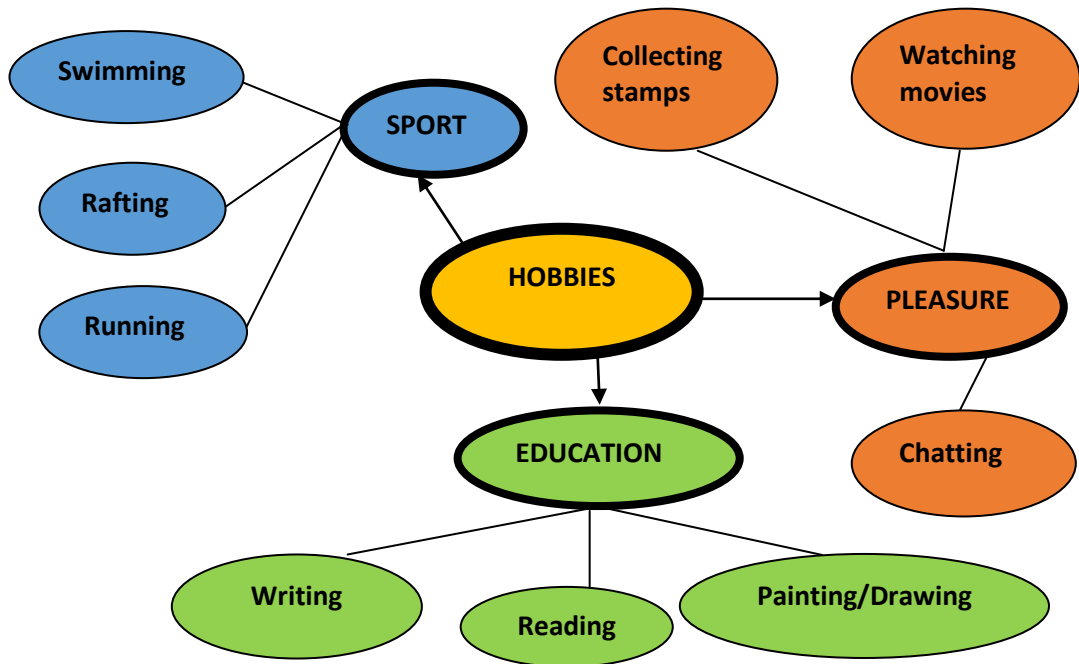 Swimming
SPORT
Rafting
Running
Collecting
stamps
Watching
movies
HOBBIES
PLEASURE
Chatting
EDUCATION
Writing
Reading
Painting/Drawing